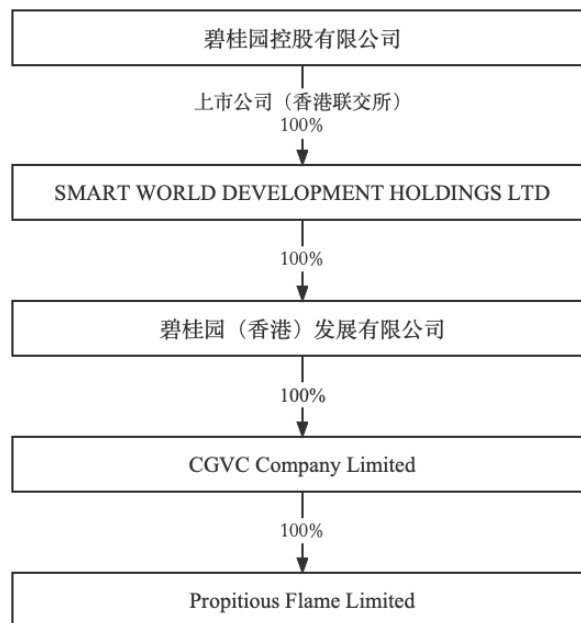 碧桂园控股有限公司
上市公司（香港联交所）
100%
SMART WORLD DEVELOPMENT HOLDINGS LTD
100%
碧桂园（香港）发展有限公司
100%
CGVC Company Limited
100%
Propitious Flame Limited